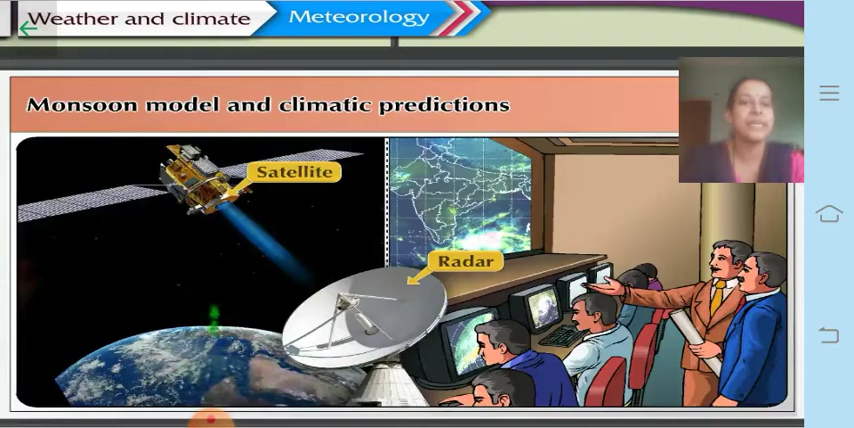 Weather and climate
Meteorology
Monsoon model and climatic predictions
Satellite
Radar